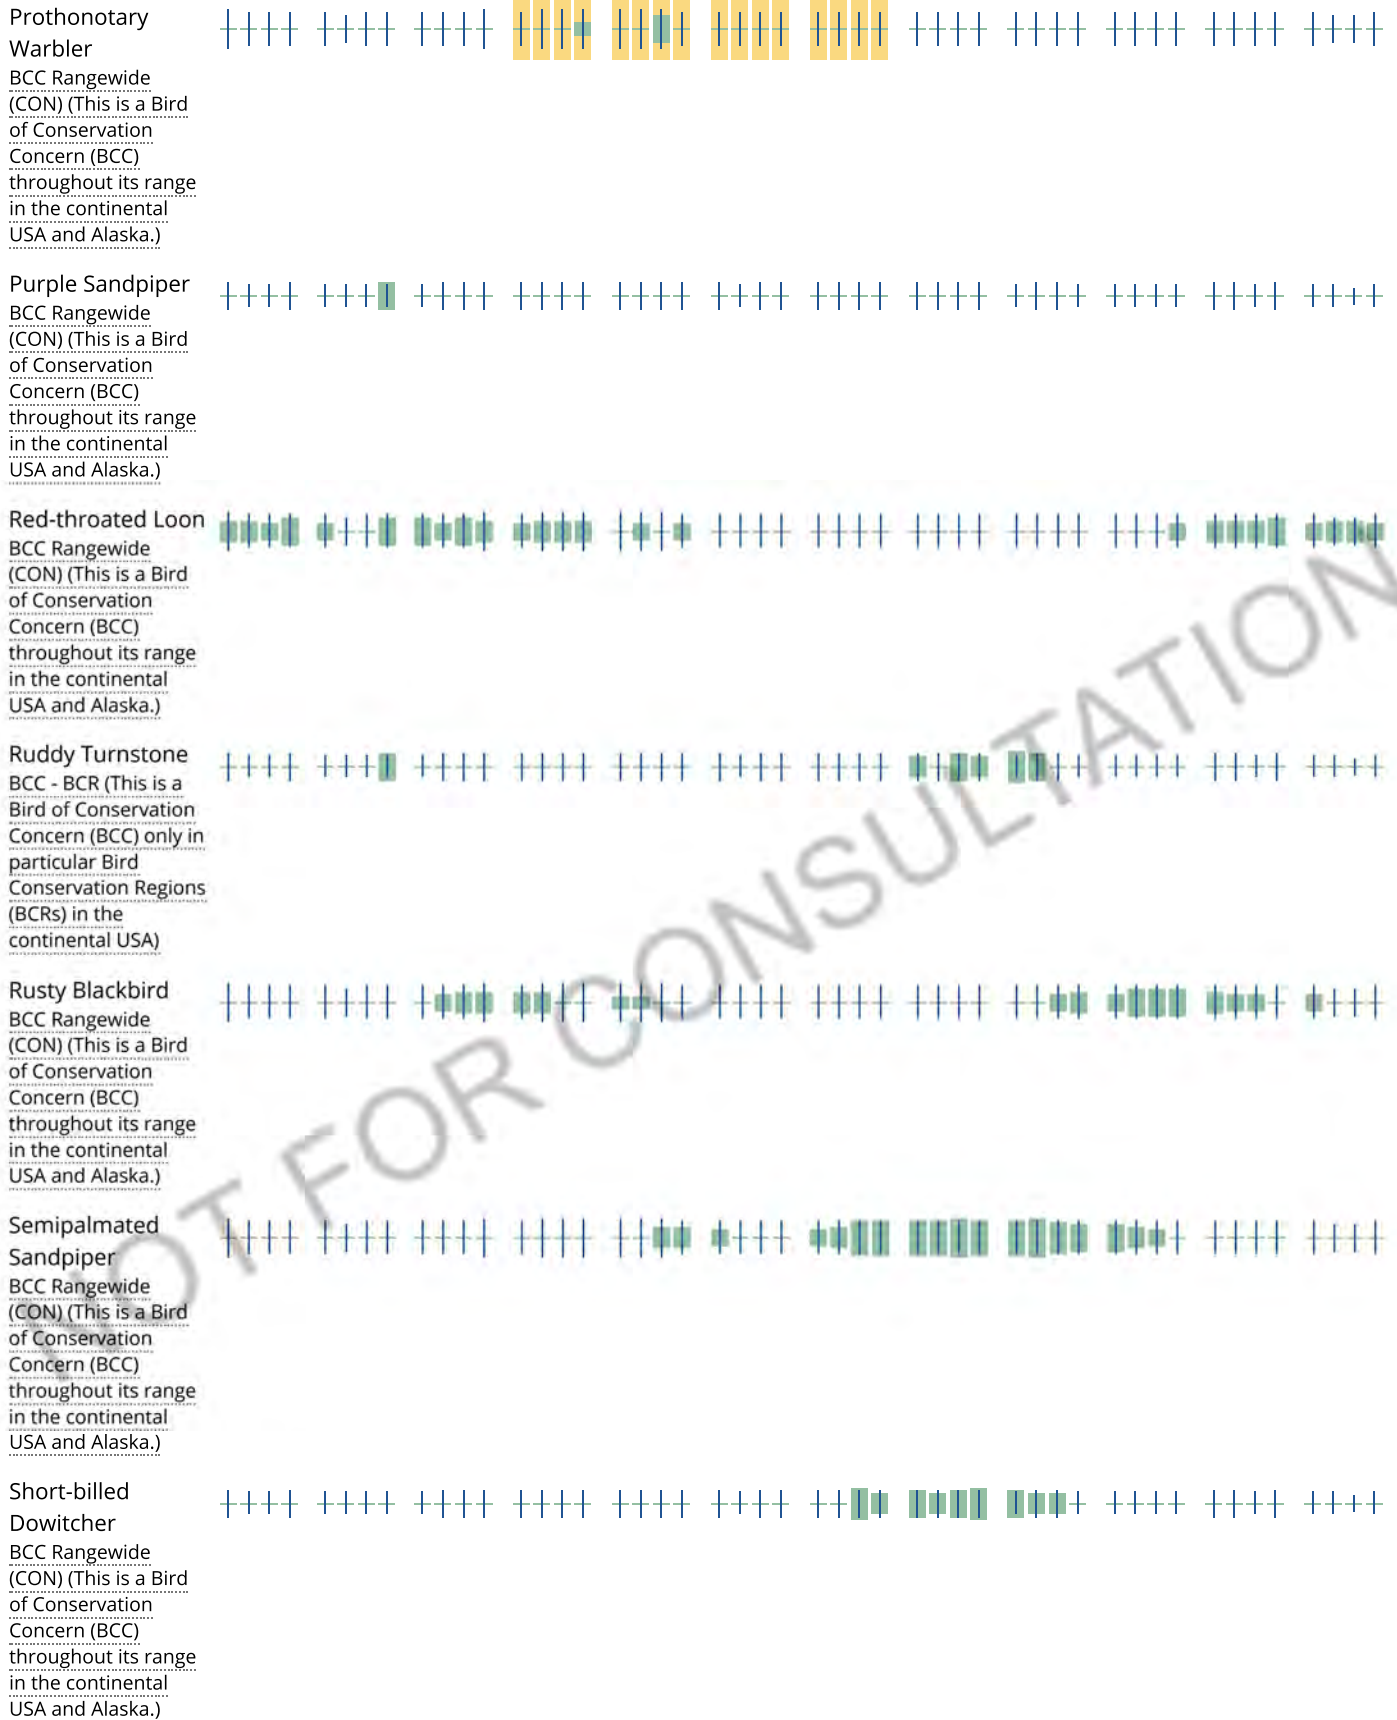 Prothonotary
Warbler
BCC Rangewide
(CON) (This is a Bird
of Conservation
Concern (BCC)
throughout its range
in the continental
USA and Alaska.)
Purple Sandpiper
BCC Rangewide
(CON) (This is a Bird
of Conservation
Concern (BCC)
throughout its range
in the continental
USA and Alaska.)
Red-throated Loon
BCC Rangewide
(CON) (This is a Bird
of Conservation
Concern (BCC)
throughout its range
in the continental
USA and Alaska.)
Ruddy Turnstone
BCC - BCR (This is a
Bird of Conservation
Concern (BCC) only in
particular Bird
Conservation Regions
(BCRs) in the
continental USA)
Rusty Blackbird
BCC Rangewide
(CON) (This is a Bird
of Conservation
Concern (BCC)
throughout its range
in the continental
USA and Alaska.)
Semipalmated
Sandpiper
BCC Rangewide
(CON) (This is a Bird
of Conservation
Concern (BCC)
throughout its range
in the continental
USA and Alaska.)
Short-billed
Dowitcher
BCC Rangewide
(CON) (This is a Bird
of Conservation
Concern (BCC)
throughout its range
in the continental
USA and Alaska.)
NOT FOR CONSULTATION